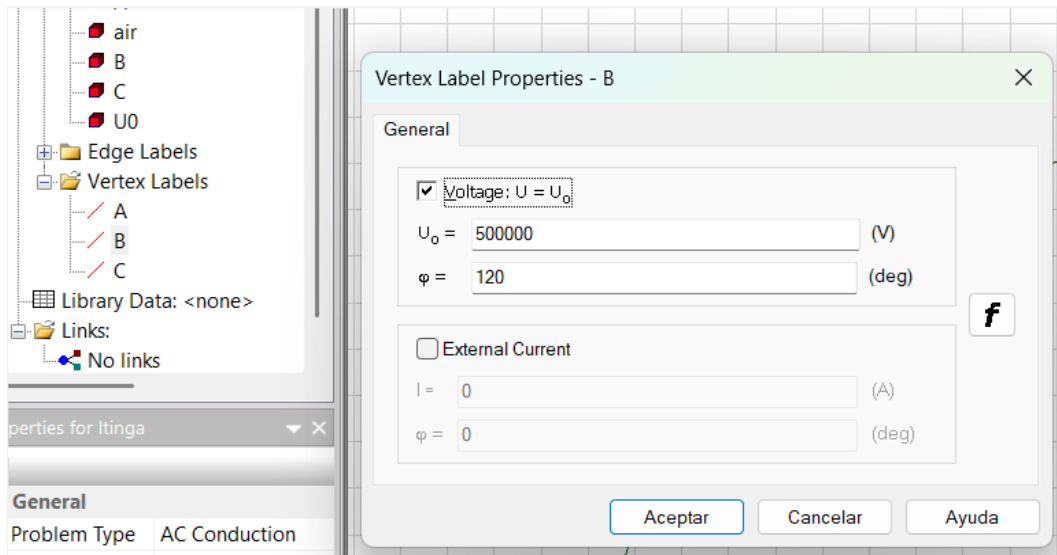 air
B
C
U0
Edge Labels
Vertex Labels
A
B
C
Library Data: <none>
Links:
No links
perties for Itinga
General
Problem Type AC Conduction
Vertex Label Properties - B
General
Voltage: U = Uo
Uo = 500000 (V)
φ = 120 (deg)
f
External Current
I = 0 (A)
φ = 0 (deg)
Aceptar Cancelar Ayuda